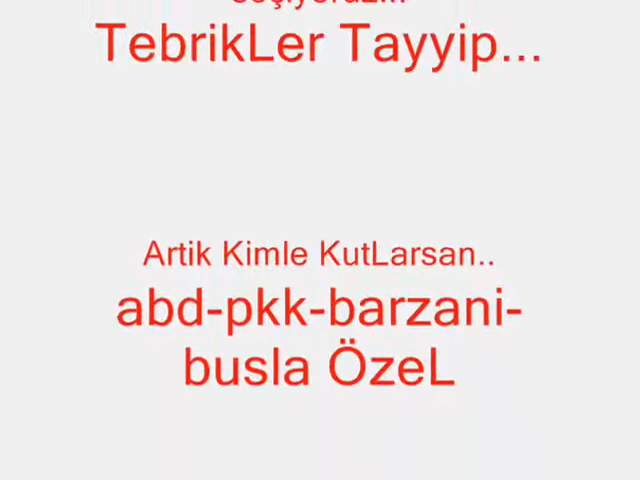 TebrikLer Tayyip...
Artik Kimle KutLarsan..
abd-pkk-barzani-
busla ÖzeL